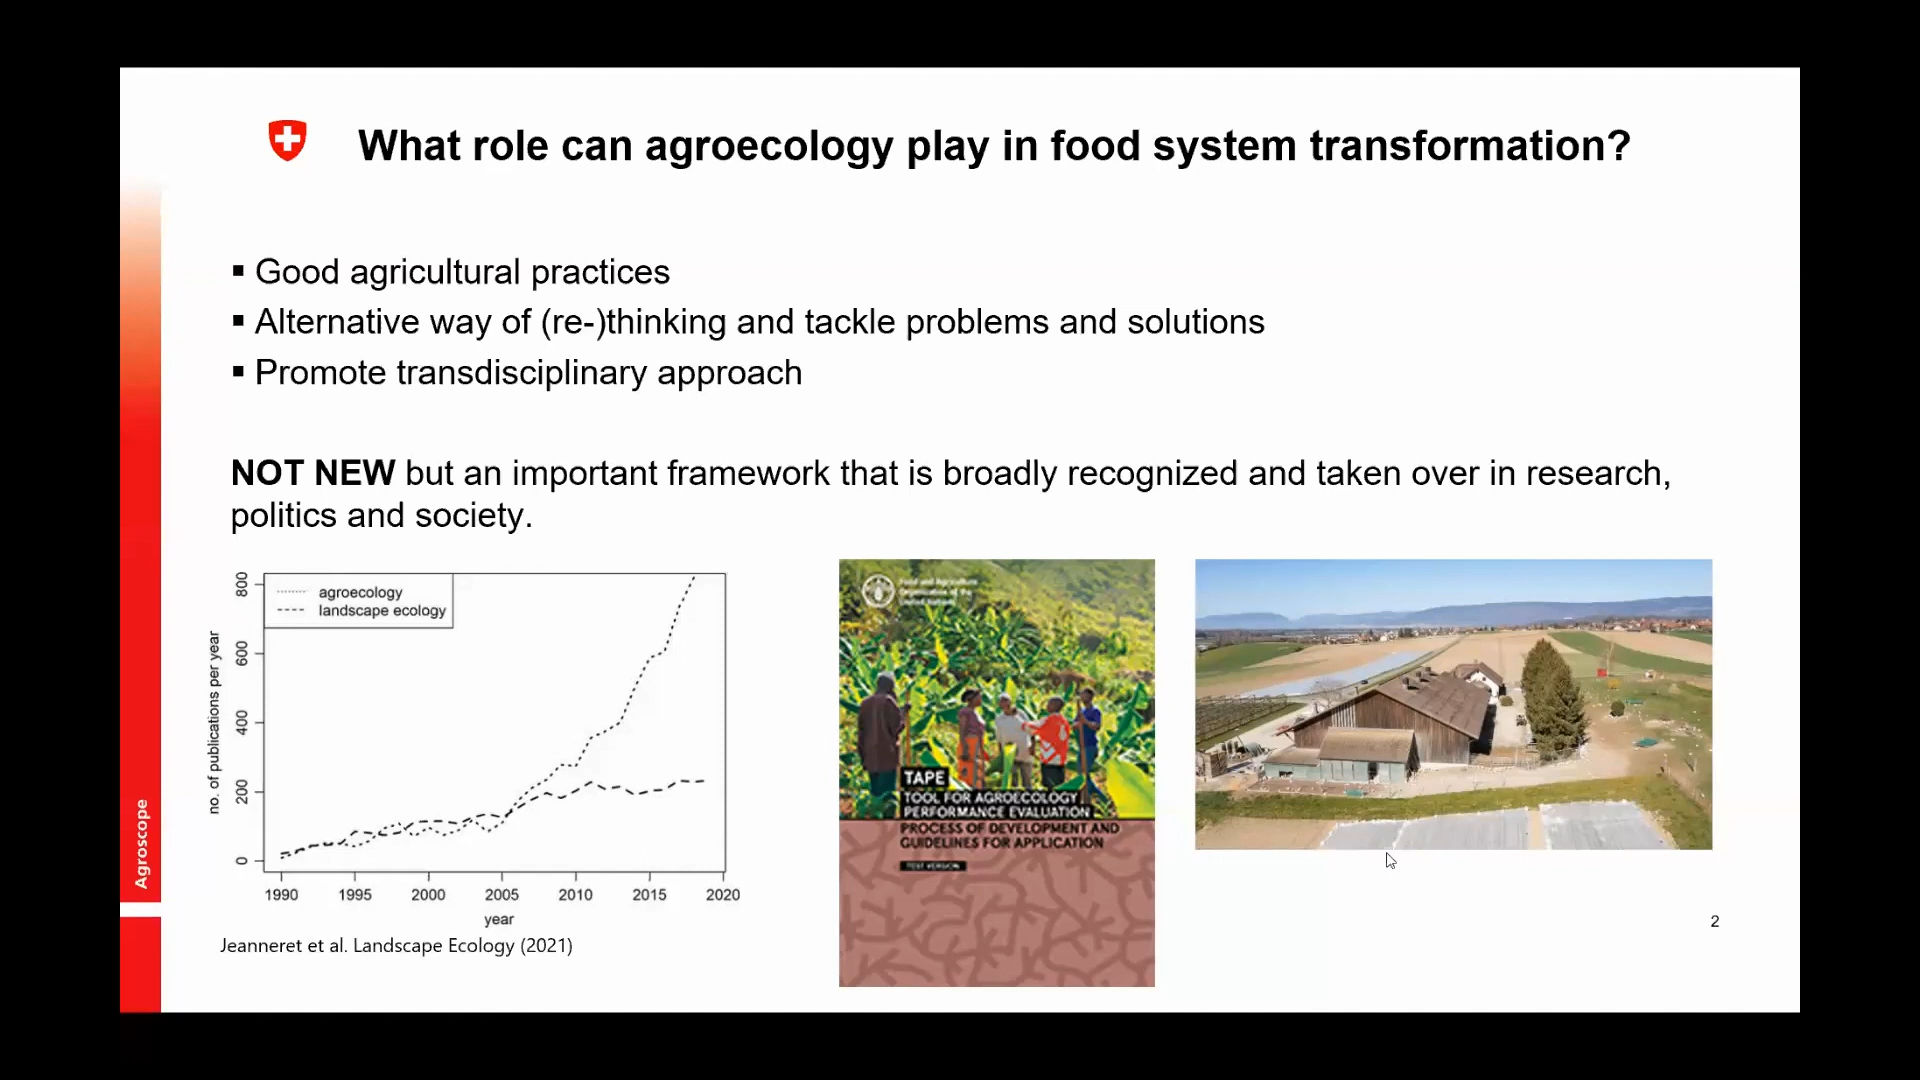 What role can agroecology play in food system transformation?
▪ Good agricultural practices
▪ Alternative way of (re-)thinking and tackle problems and solutions
▪ Promote transdisciplinary approach
NOT NEW but an important framework that is broadly recognized and taken over in research,
politics and society.
agroecology
landscape ecology
no. of publications per year
800
600
400
200
0
1990 1995 2000 2005 2010 2015 2020
year
Jeanneret et al. Landscape Ecology (2021)
Food and Agriculture
Organization of the
United Nations
TAPE
TOOL FOR AGROECOLOGY
PERFORMANCE EVALUATION
PROCESS OF DEVELOPMENT AND
GUIDELINES FOR APPLICATION
TEST VERSION
Agroscope
2